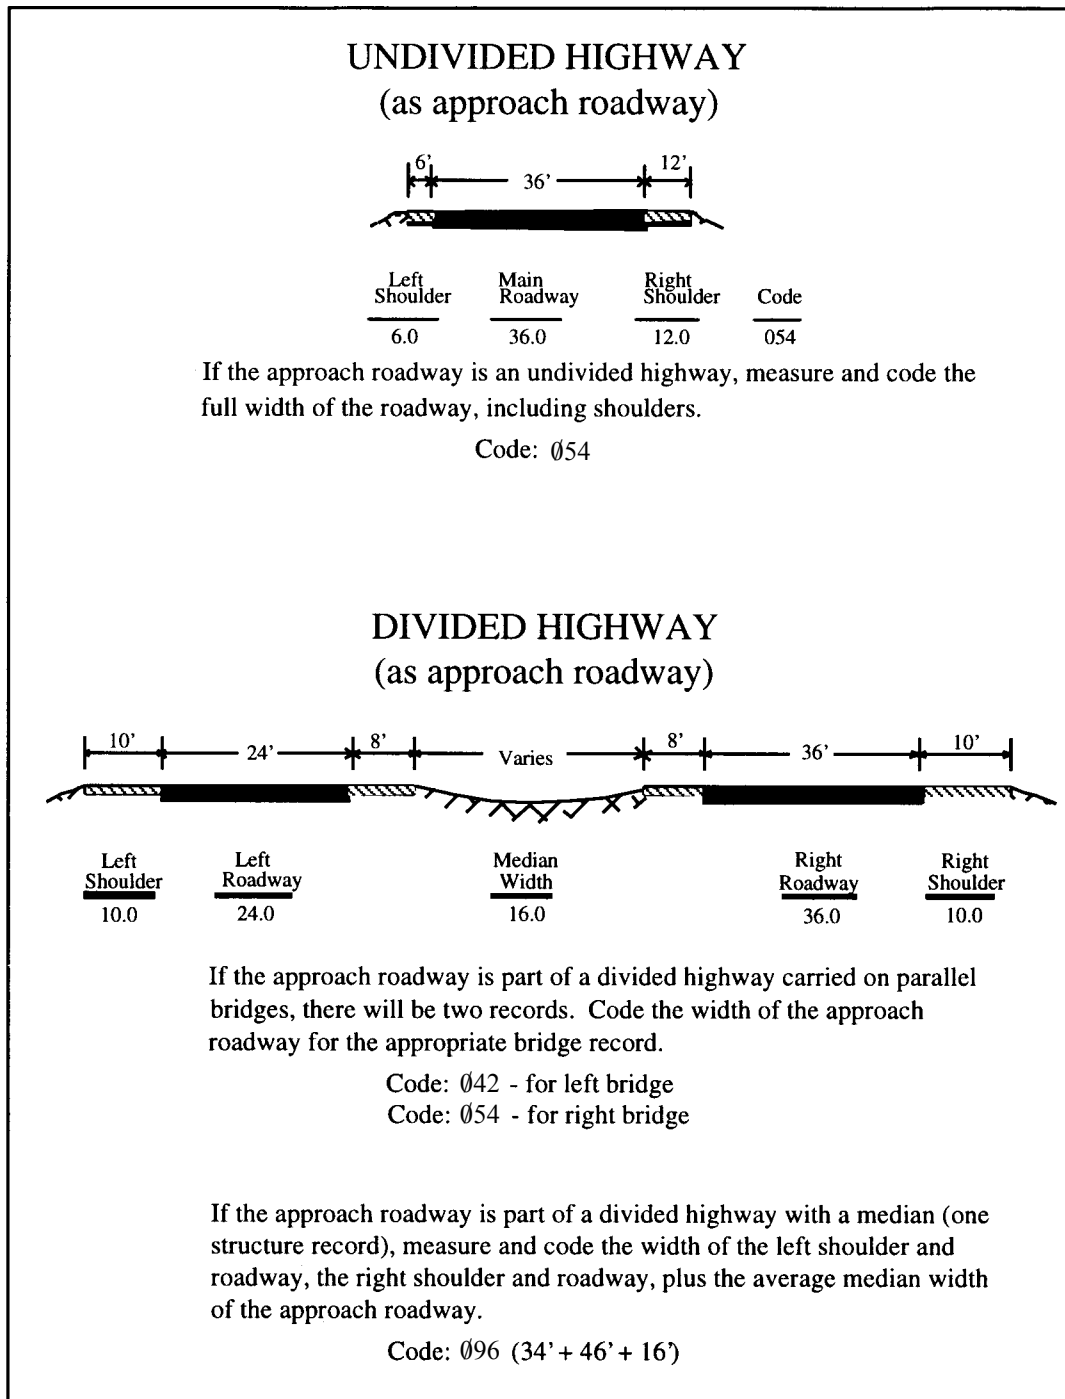 UNDIVIDED HIGHWAY
(as approach roadway)
6' 36' 12'
Left Shoulder Main Roadway Right Shoulder Code
6.0 36.0 12.0 054
If the approach roadway is an undivided highway, measure and code the
full width of the roadway, including shoulders.
Code: Ø54
DIVIDED HIGHWAY
(as approach roadway)
10' 24' 8' Varies 8' 36' 10'
Left Left Median Right Right
Shoulder Roadway Width Roadway Shoulder
10.0 24.0 16.0 36.0 10.0
If the approach roadway is part of a divided highway carried on parallel
bridges, there will be two records. Code the width of the approach
roadway for the appropriate bridge record.
Code: Ø42 - for left bridge
Code: Ø54 - for right bridge
If the approach roadway is part of a divided highway with a median (one
structure record), measure and code the width of the left shoulder and
roadway, the right shoulder and roadway, plus the average median width
of the approach roadway.
Code: Ø96 (34' + 46' + 16')